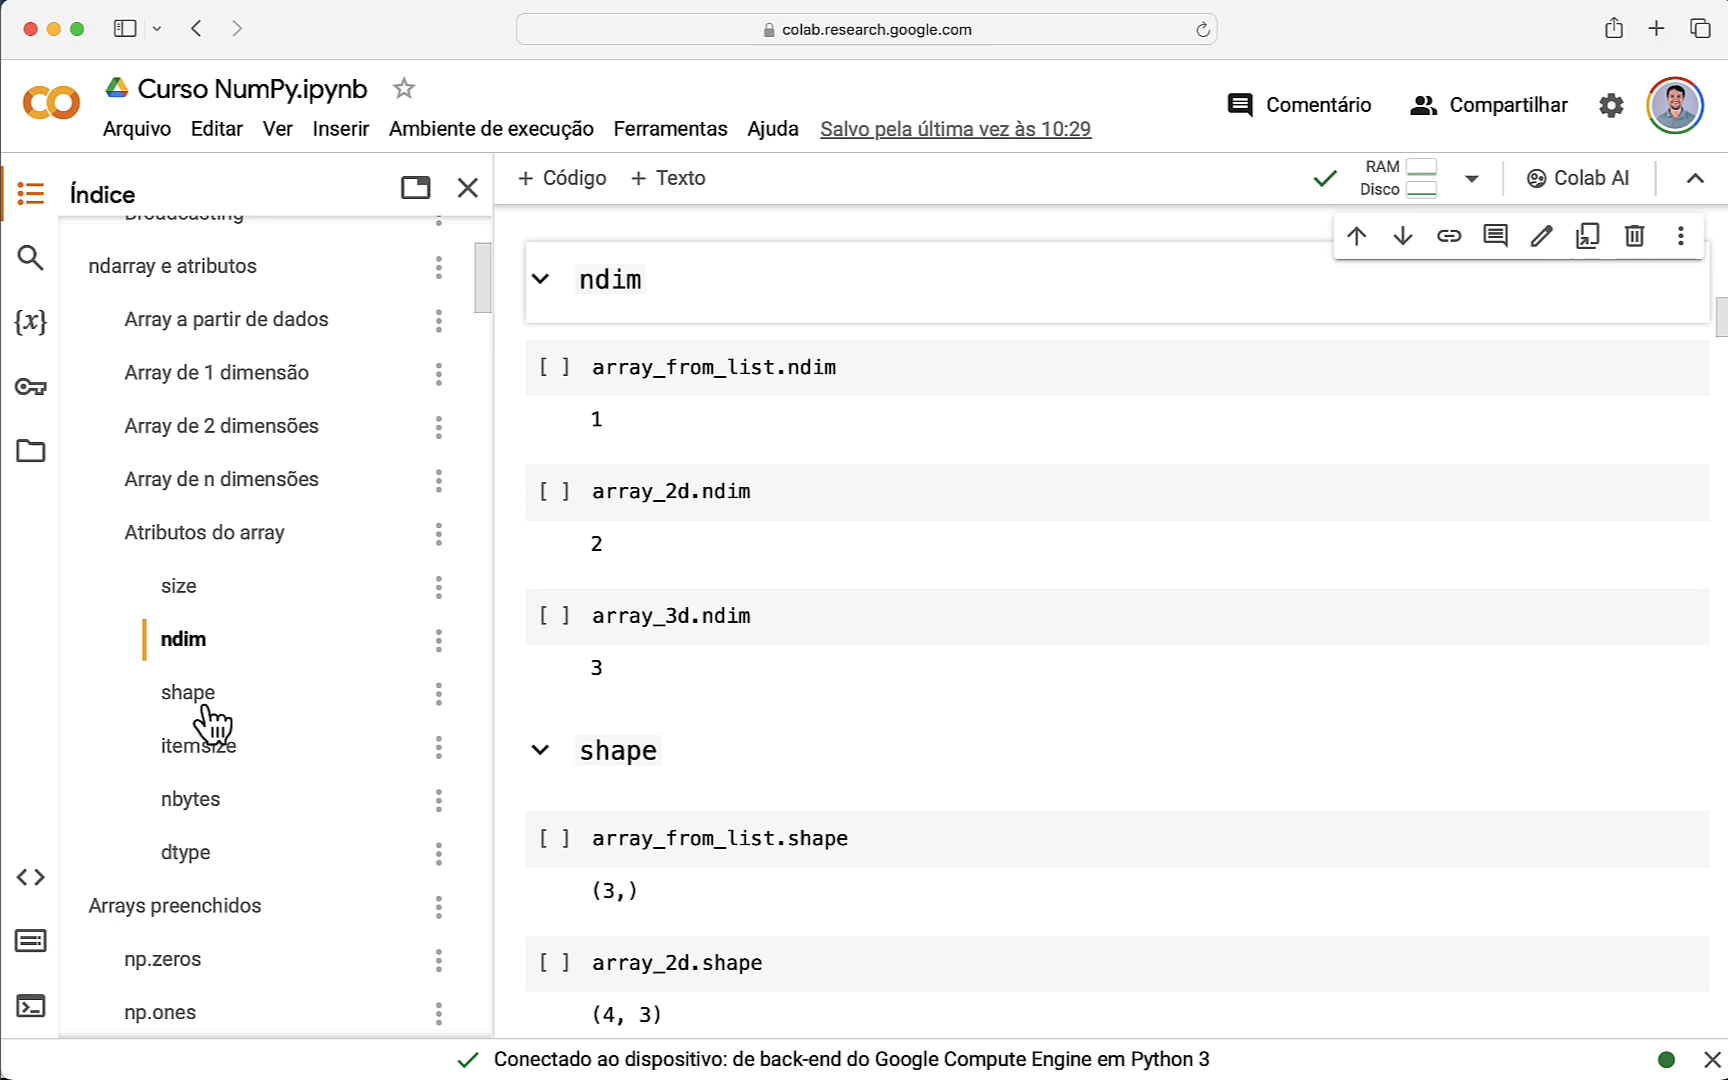 colab.research.google.com
Curso NumPy.ipynb
Arquivo Editar Ver Inserir Ambiente de execução Ferramentas Ajuda Salvo pela última vez às 10:29
Comentário
Compartilhar
Índice
+ Código + Texto
RAM
Disco
Colab AI
Broadcasting
ndarray e atributos
Array a partir de dados
Array de 1 dimensão
Array de 2 dimensões
Array de n dimensões
Atributos do array
size
ndim
shape
itemsize
nbytes
dtype
Arrays preenchidos
np.zeros
np.ones
{x}
ndim
[ ] array_from_list.ndim
1
[ ] array_2d.ndim
2
[ ] array_3d.ndim
3
shape
[ ] array_from_list.shape
(3,)
[ ] array_2d.shape
(4, 3)
Conectado ao dispositivo: de back-end do Google Compute Engine em Python 3